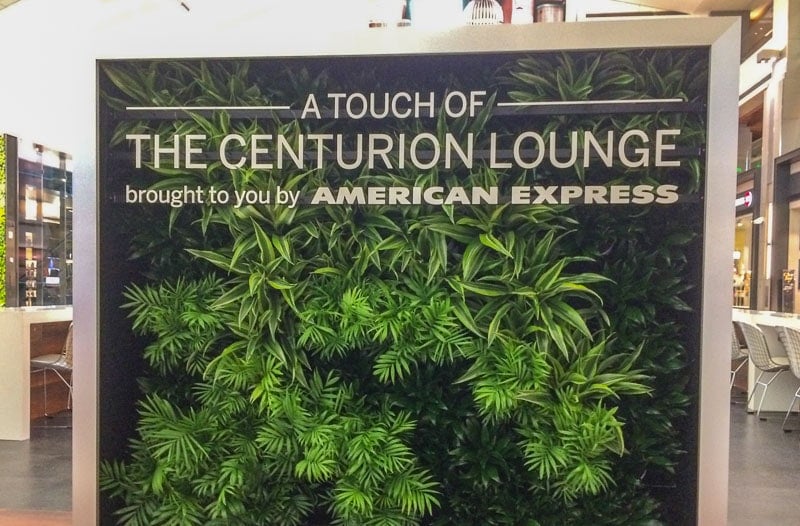 A TOUCH OF
THE CENTURION LOUNGE
brought to you by AMERICAN EXPRESS